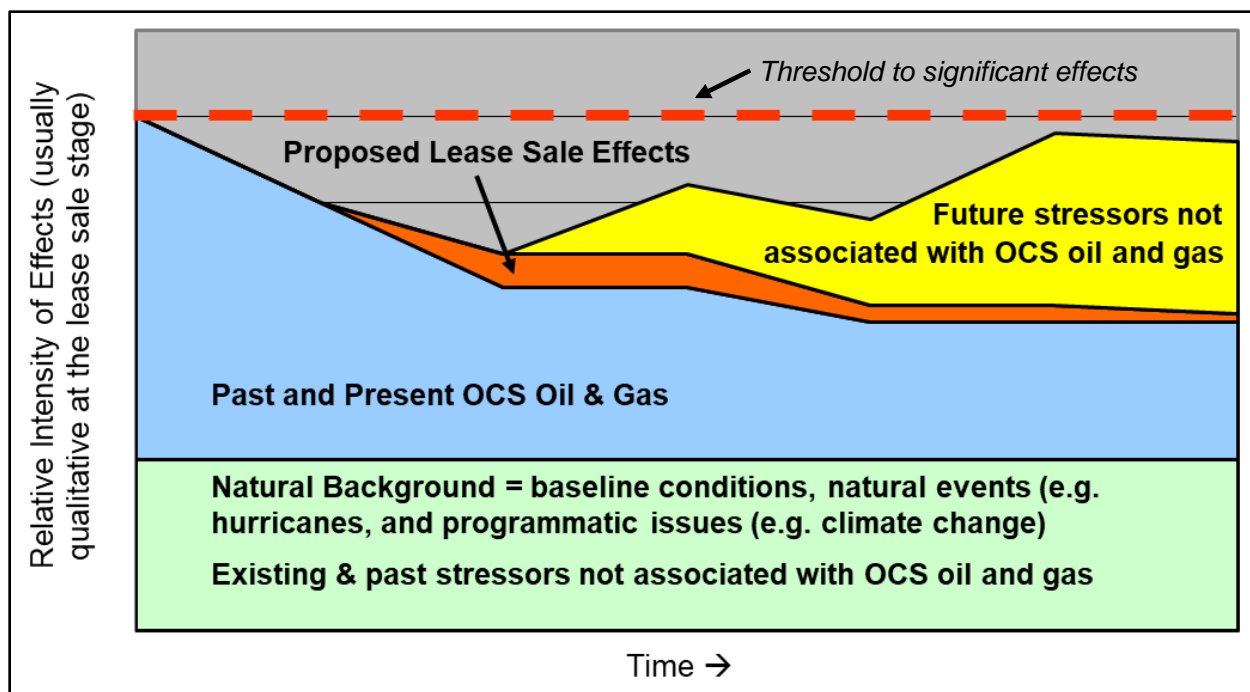 Relative Intensity of Effects (usually
qualitative at the lease sale stage)
Threshold to significant effects
Proposed Lease Sale Effects
Future stressors not
associated with OCS oil and gas
Past and Present OCS Oil & Gas
Natural Background = baseline conditions, natural events (e.g.
hurricanes, and programmatic issues (e.g. climate change)
Existing & past stressors not associated with OCS oil and gas
Time →